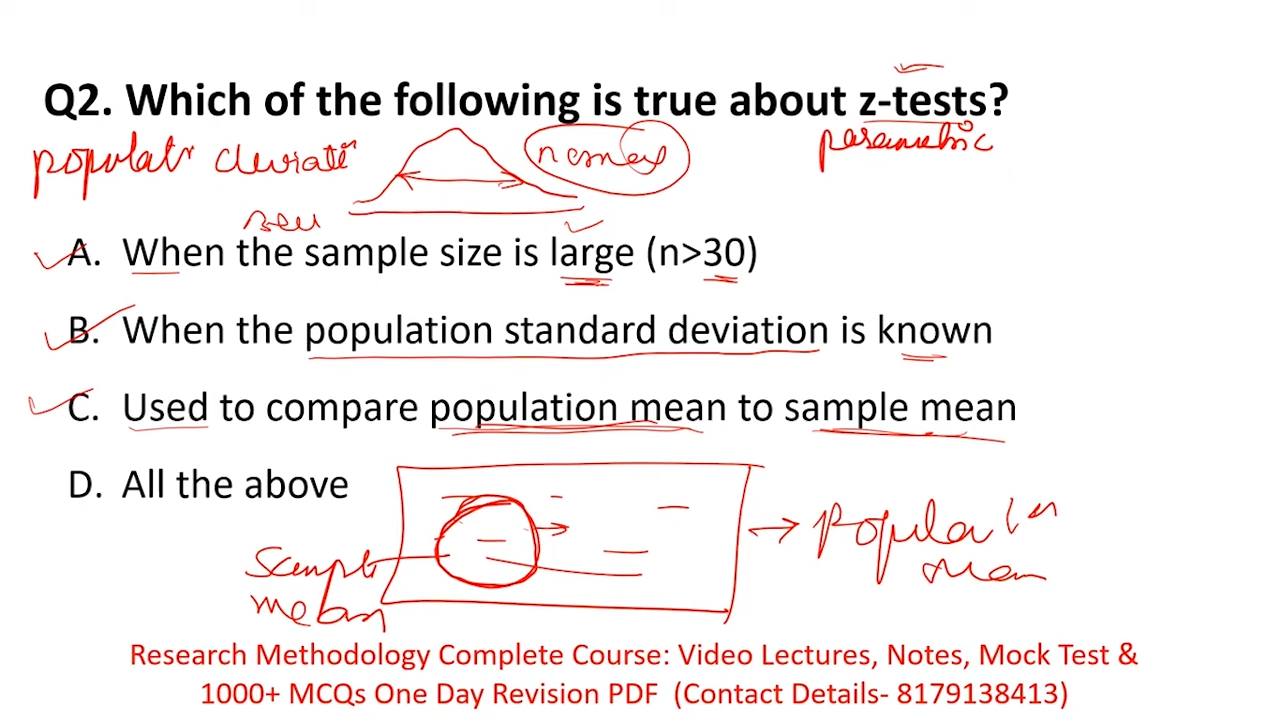 Q2. Which of the following is true about z-tests?
parametric
A. When the sample size is large (n>30)
B. When the population standard deviation is known
C. Used to compare population mean to sample mean
D. All the above
mean
Research Methodology Complete Course: Video Lectures, Notes, Mock Test &
1000+ MCQs One Day Revision PDF (Contact Details- 8179138413)